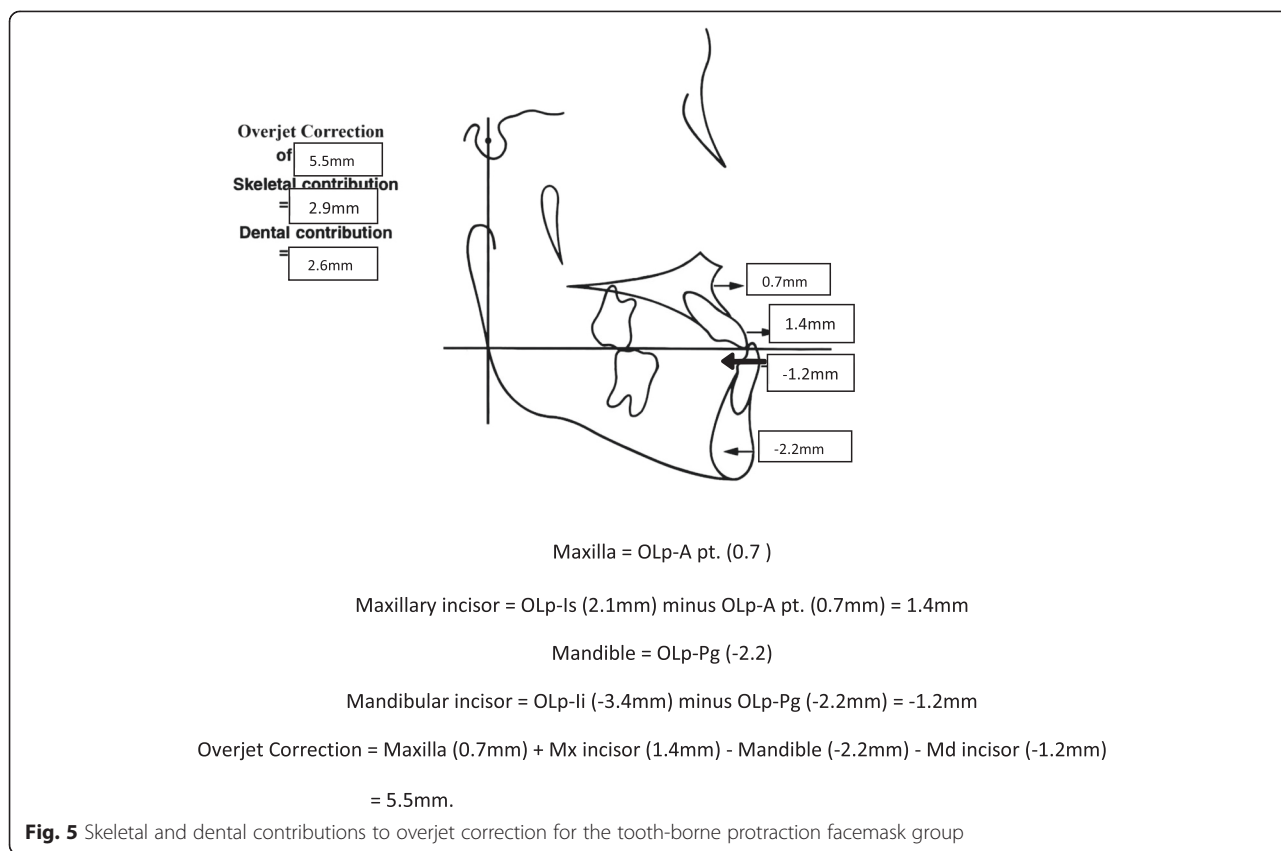 Overjet Correction
of 5.5mm
Skeletal contribution
= 2.9mm
Dental contribution
= 2.6mm
0.7mm
1.4mm
-1.2mm
-2.2mm
Maxilla = OLp-A pt. (0.7 )
Maxillary incisor = OLp-Is (2.1mm) minus OLp-A pt. (0.7mm) = 1.4mm
Mandible = OLp-Pg (-2.2)
Mandibular incisor = OLp-Ii (-3.4mm) minus OLp-Pg (-2.2mm) = -1.2mm
Overjet Correction = Maxilla (0.7mm) + Mx incisor (1.4mm) - Mandible (-2.2mm) - Md incisor (-1.2mm)
= 5.5mm.
Fig. 5 Skeletal and dental contributions to overjet correction for the tooth-borne protraction facemask group